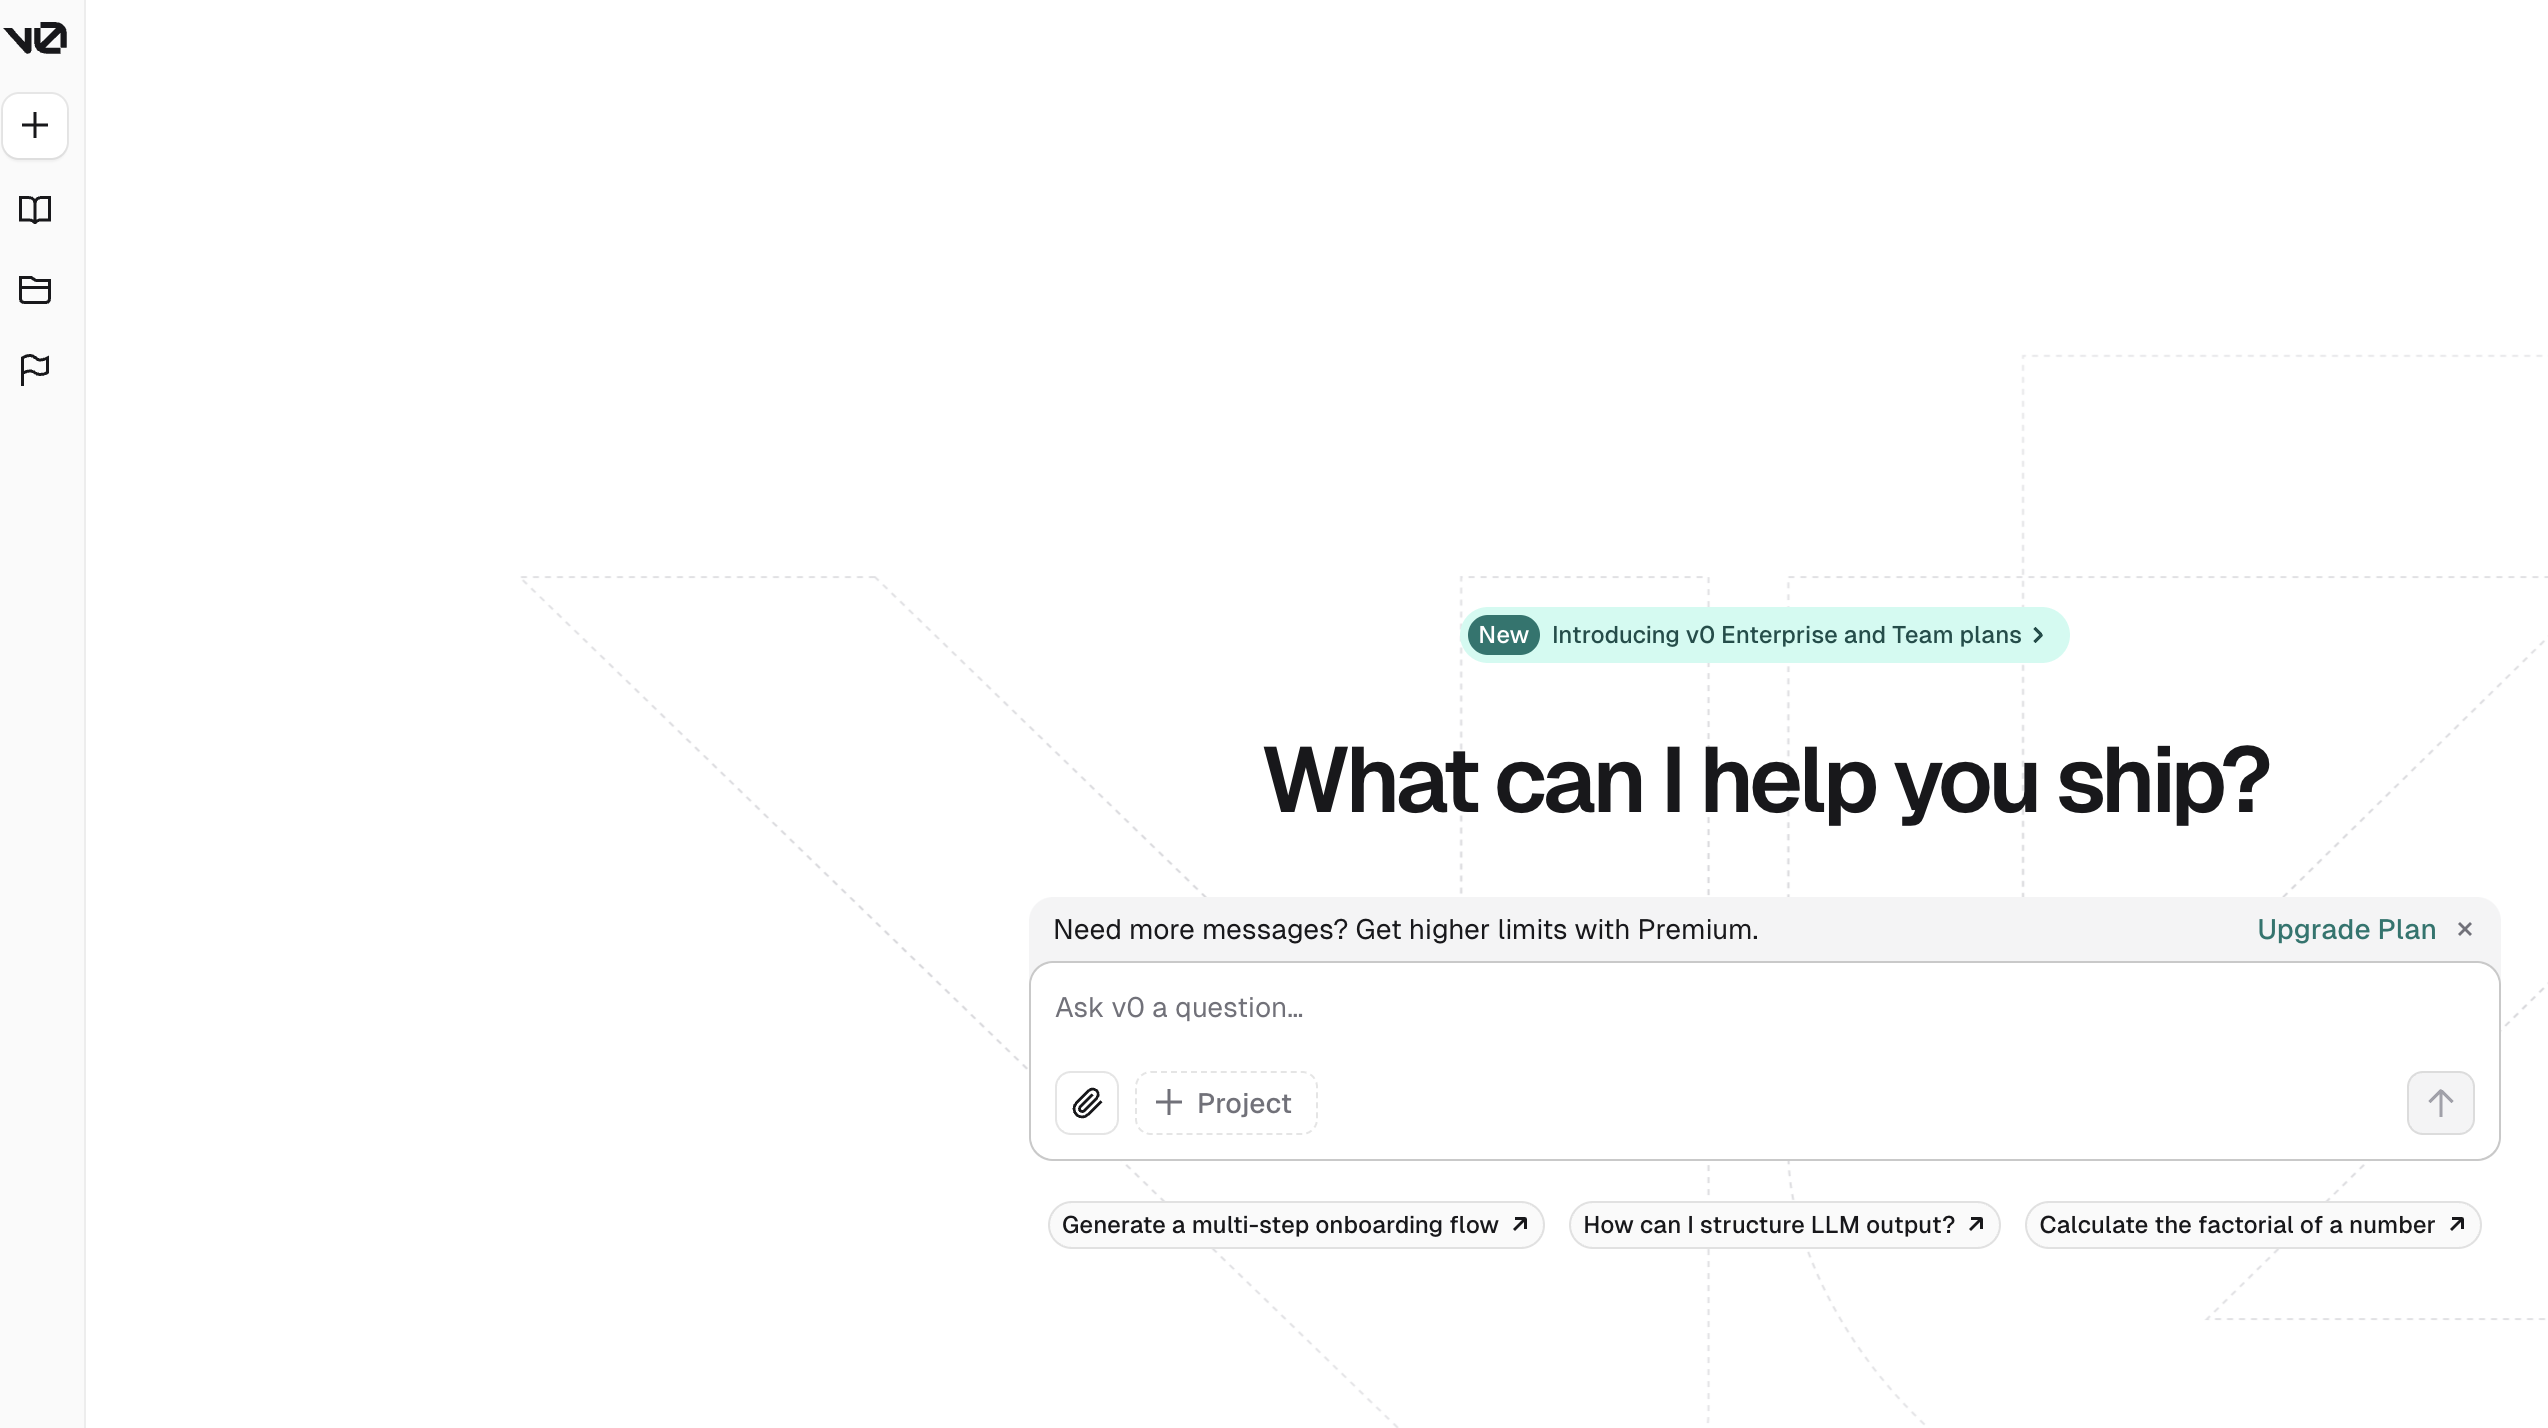 v0
New Introducing v0 Enterprise and Team plans
What can I help you ship?
Need more messages? Get higher limits with Premium.
Upgrade Plan
Ask v0 a question...
Project
Generate a multi-step onboarding flow
How can I structure LLM output?
Calculate the factorial of a number